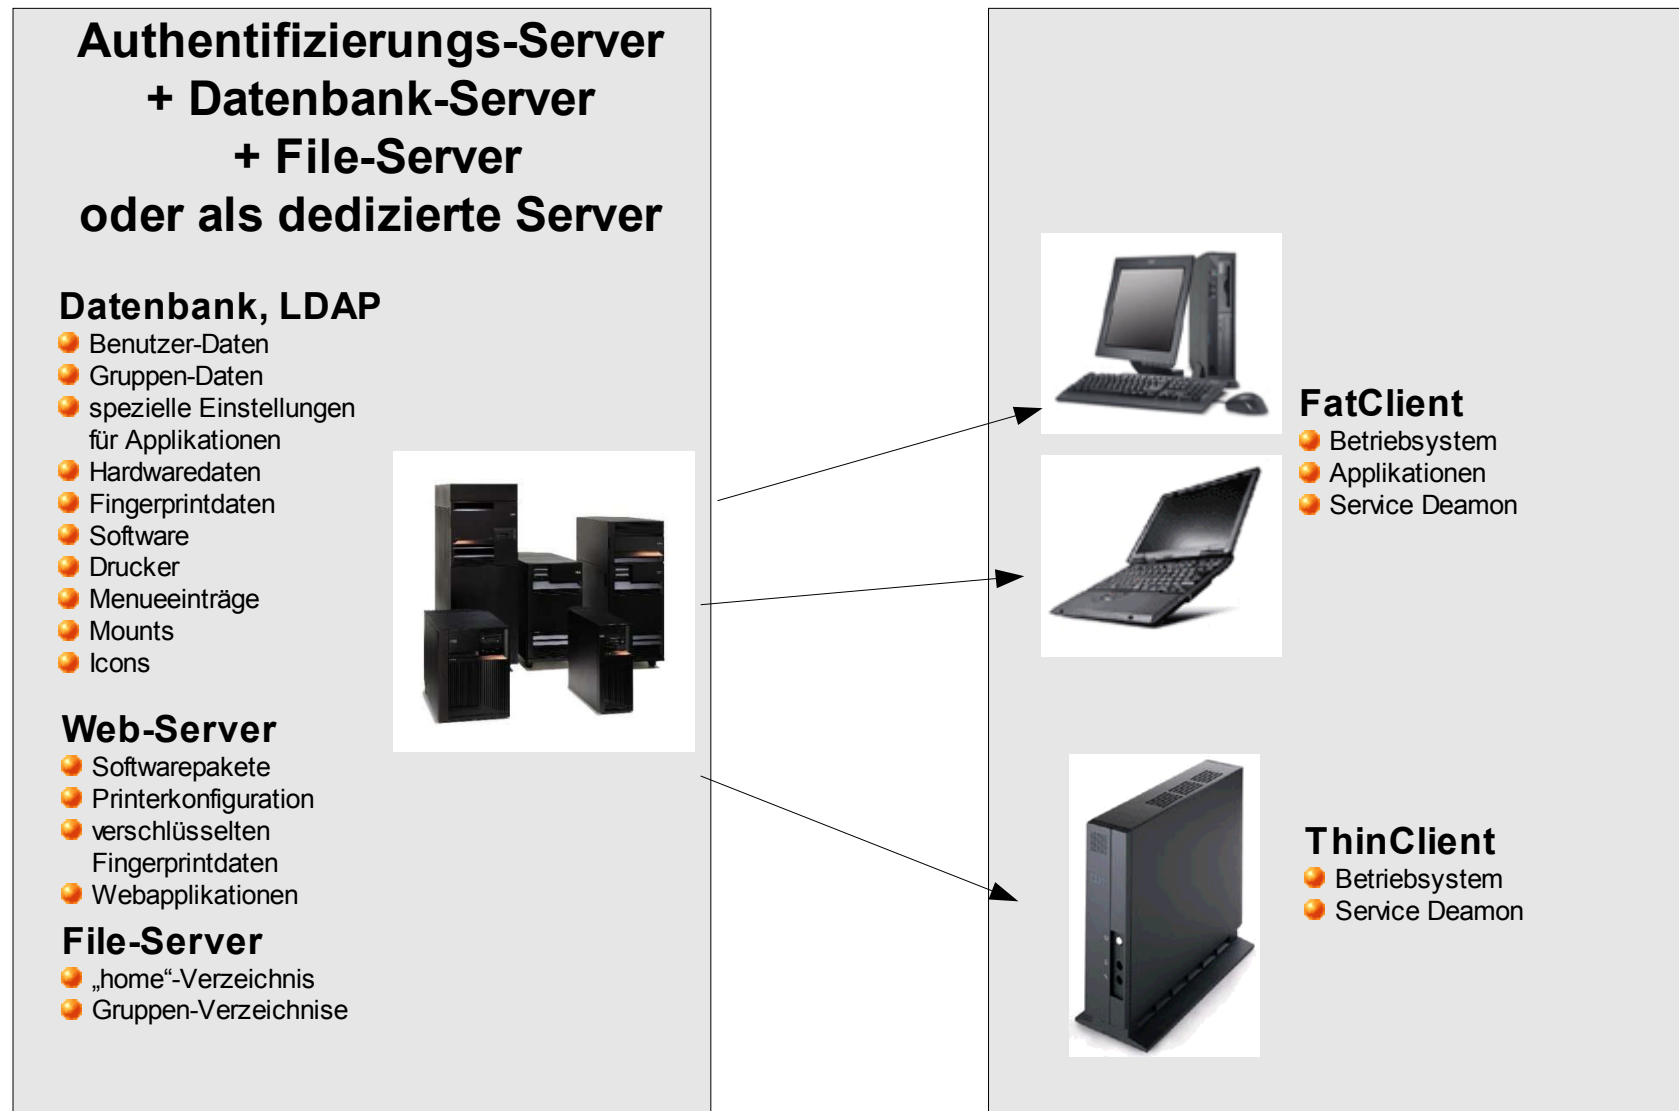 Authentifizierungs-Server
+ Datenbank-Server
+ File-Server
oder als dedizierte Server
Datenbank, LDAP
Benutzer-Daten
Gruppen-Daten
spezielle Einstellungen
für Applikationen
Hardwaredaten
Fingerprintdaten
Software
Drucker
Menueeinträge
Mounts
Icons
Web-Server
Softwarepakete
Printerkonfiguration
verschlüsselten
Fingerprintdaten
Webapplikationen
File-Server
„home“-Verzeichnis
Gruppen-Verzeichnise
FatClient
Betriebsystem
Applikationen
Service Deamon
ThinClient
Betriebsystem
Service Deamon